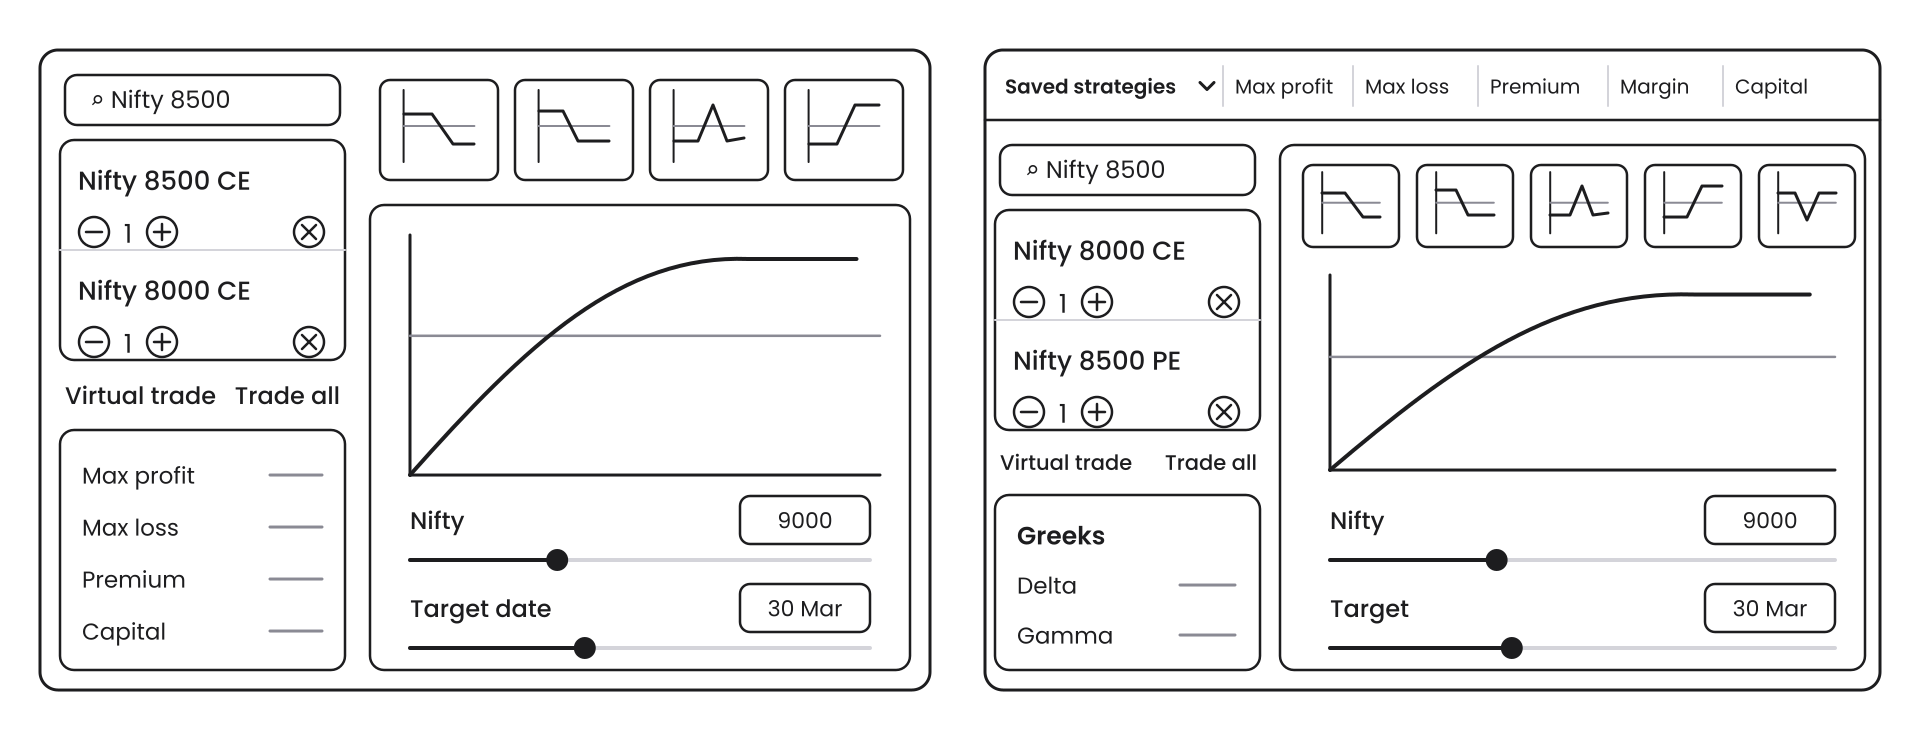 Nifty 8500
Nifty 8500 CE
1
Nifty 8000 CE
1
Virtual trade Trade all
Max profit
Max loss
Premium
Capital
Nifty 9000
Target date 30 Mar
Saved strategies Max profit Max loss Premium Margin Capital
Nifty 8500
Nifty 8000 CE
1
Nifty 8500 PE
1
Virtual trade Trade all
Greeks
Delta
Gamma
Nifty 9000
Target 30 Mar